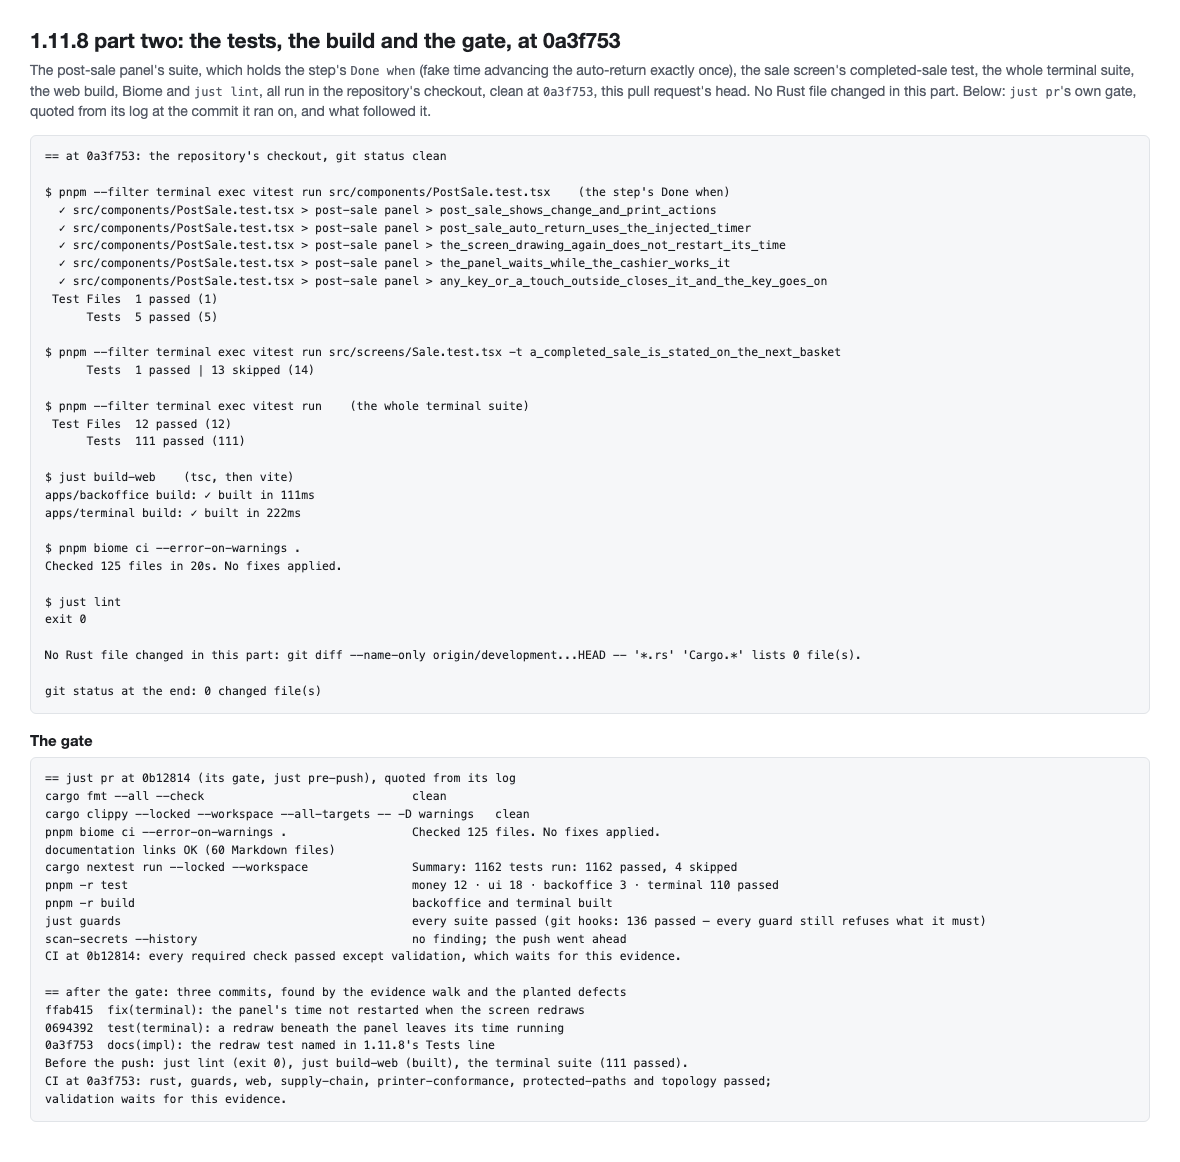 1.11.8 part two: the tests, the build and the gate, at 0a3f753
The post-sale panel's suite, which holds the step's Done when (fake time advancing the auto-return exactly once), the sale screen's completed-sale test, the whole terminal suite,
the web build, Biome and just lint, all run in the repository's checkout, clean at 0a3f753, this pull request's head. No Rust file changed in this part. Below: just pr's own gate,
quoted from its log at the commit it ran on, and what followed it.
== at 0a3f753: the repository's checkout, git status clean
$ pnpm --filter terminal exec vitest run src/components/PostSale.test.tsx    (the step's Done when)
✓ src/components/PostSale.test.tsx > post-sale panel > post_sale_shows_change_and_print_actions
✓ src/components/PostSale.test.tsx > post-sale panel > post_sale_auto_return_uses_the_injected_timer
✓ src/components/PostSale.test.tsx > post-sale panel > the_screen_drawing_again_does_not_restart_its_time
✓ src/components/PostSale.test.tsx > post-sale panel > the_panel_waits_while_the_cashier_works_it
✓ src/components/PostSale.test.tsx > post-sale panel > any_key_or_a_touch_outside_closes_it_and_the_key_goes_on
Test Files  1 passed (1)
Tests  5 passed (5)
$ pnpm --filter terminal exec vitest run src/screens/Sale.test.tsx -t a_completed_sale_is_stated_on_the_next_basket
Tests  1 passed | 13 skipped (14)
$ pnpm --filter terminal exec vitest run    (the whole terminal suite)
Test Files  12 passed (12)
Tests  111 passed (111)
$ just build-web    (tsc, then vite)
apps/backoffice build: ✓ built in 111ms
apps/terminal build: ✓ built in 222ms
$ pnpm biome ci --error-on-warnings .
Checked 125 files in 20s. No fixes applied.
$ just lint
exit 0
No Rust file changed in this part: git diff --name-only origin/development...HEAD -- '*.rs' 'Cargo.*' lists 0 file(s).
git status at the end: 0 changed file(s)
The gate
== just pr at 0b12814 (its gate, just pre-push), quoted from its log
cargo fmt --all --check    clean
cargo clippy --locked --workspace --all-targets -- -D warnings   clean
pnpm biome ci --error-on-warnings .    Checked 125 files. No fixes applied.
documentation links OK (60 Markdown files)
cargo nextest run --locked --workspace    Summary: 1162 tests run: 1162 passed, 4 skipped
pnpm -r test    money 12 · ui 18 · backoffice 3 · terminal 110 passed
pnpm -r build    backoffice and terminal built
just guards    every suite passed (git hooks: 136 passed — every guard still refuses what it must)
scan-secrets --history    no finding; the push went ahead
CI at 0b12814: every required check passed except validation, which waits for this evidence.
== after the gate: three commits, found by the evidence walk and the planted defects
ffab415  fix(terminal): the panel's time not restarted when the screen redraws
0694392  test(terminal): a redraw beneath the panel leaves its time running
0a3f753  docs(impl): the redraw test named in 1.11.8's Tests line
Before the push: just lint (exit 0), just build-web (built), the terminal suite (111 passed).
CI at 0a3f753: rust, guards, web, supply-chain, printer-conformance, protected-paths and topology passed;
validation waits for this evidence.